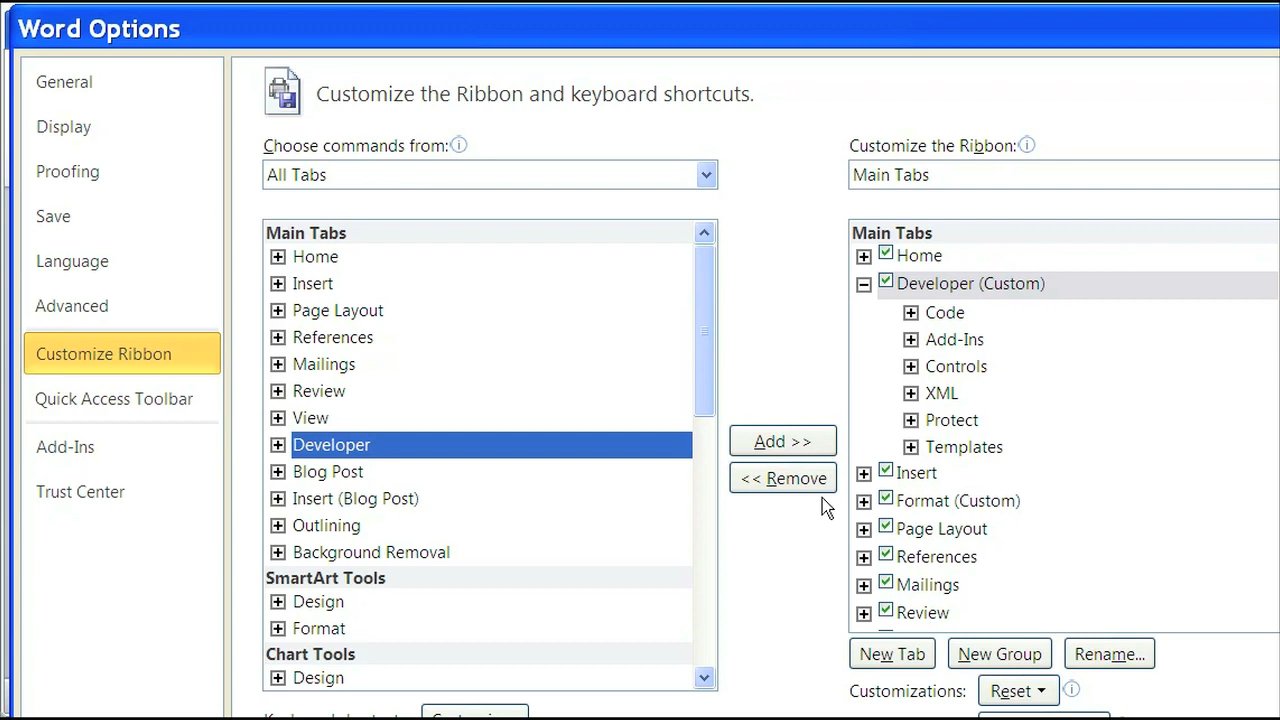 Word Options
General
Display
Proofing
Save
Language
Advanced
Customize Ribbon
Quick Access Toolbar
Add-Ins
Trust Center
Customize the Ribbon and keyboard shortcuts.
Choose commands from:
All Tabs
Main Tabs
Home
Insert
Page Layout
References
Mailings
Review
View
Developer
Blog Post
Insert (Blog Post)
Outlining
Background Removal
SmartArt Tools
Design
Format
Chart Tools
Design
Add >>
<< Remove
Customize the Ribbon:
Main Tabs
Main Tabs
Home
Developer (Custom)
Code
Add-Ins
Controls
XML
Protect
Templates
Insert
Format (Custom)
Page Layout
References
Mailings
Review
New Tab
New Group
Rename...
Customizations:
Reset